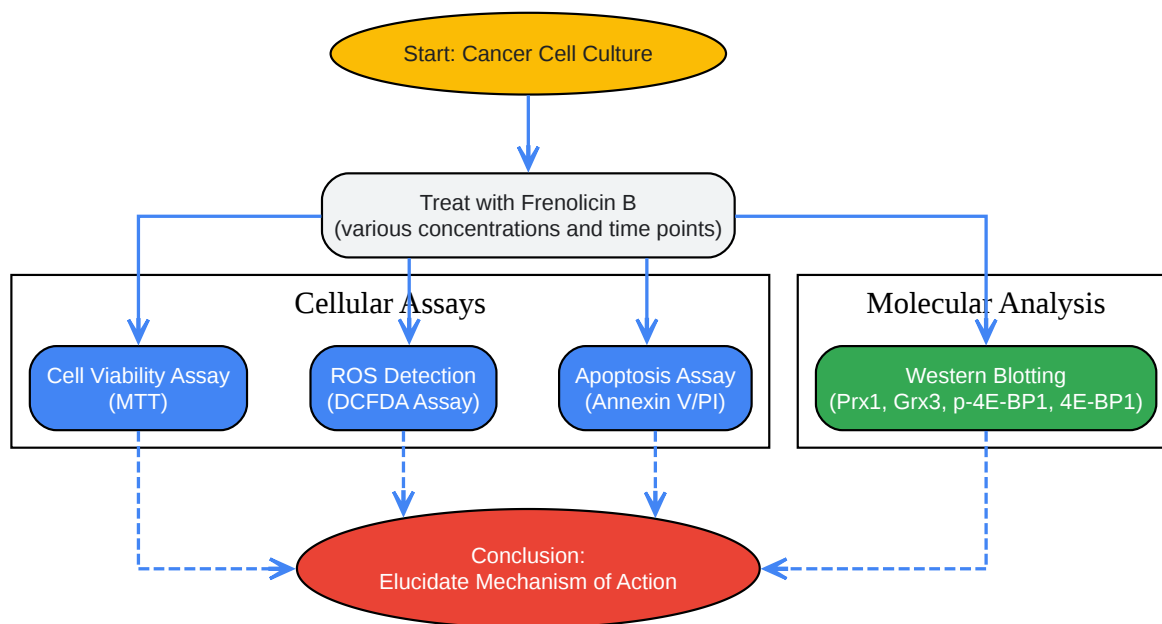 Start: Cancer Cell Culture
Treat with Frenolicin B
(various concentrations and time points)
Cellular Assays
Molecular Analysis
Cell Viability Assay
(MTT)
ROS Detection
(DCFDA Assay)
Apoptosis Assay
(Annexin V/PI)
Western Blotting
(Prx1, Grx3, p-4E-BP1, 4E-BP1)
Conclusion:
Elucidate Mechanism of Action